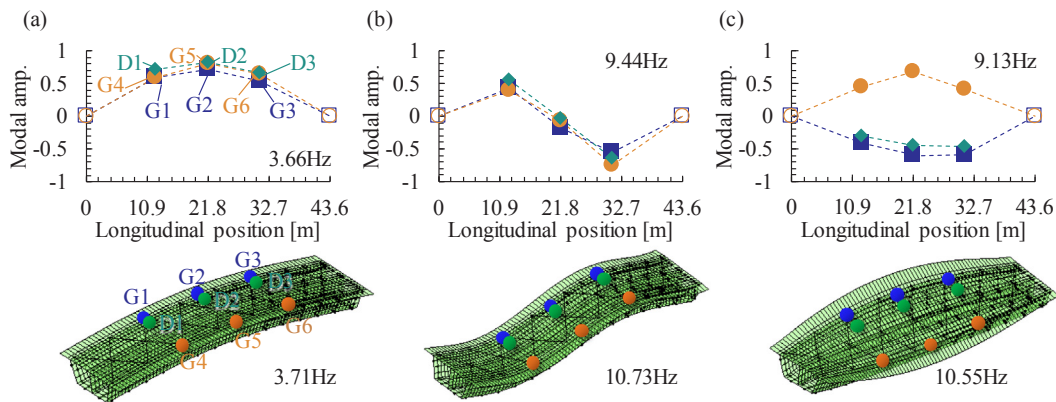 (a)
(b)
(c)
Modal amp.
1
0.5
0
-0.5
-1
D1
G5
D2
D3
G4
G1
G2
G6
G3
3.66Hz
0
10.9
21.8
32.7
43.6
Longitudinal position [m]
Modal amp.
1
0.5
0
-0.5
-1
9.44Hz
0
10.9
21.8
32.7
43.6
Longitudinal position [m]
Modal amp.
1
0.5
0
-0.5
-1
9.13Hz
0
10.9
21.8
32.7
43.6
Longitudinal position [m]
G3
G2
D3
G1
D2
D1
G6
G5
G4
3.71Hz
10.73Hz
10.55Hz